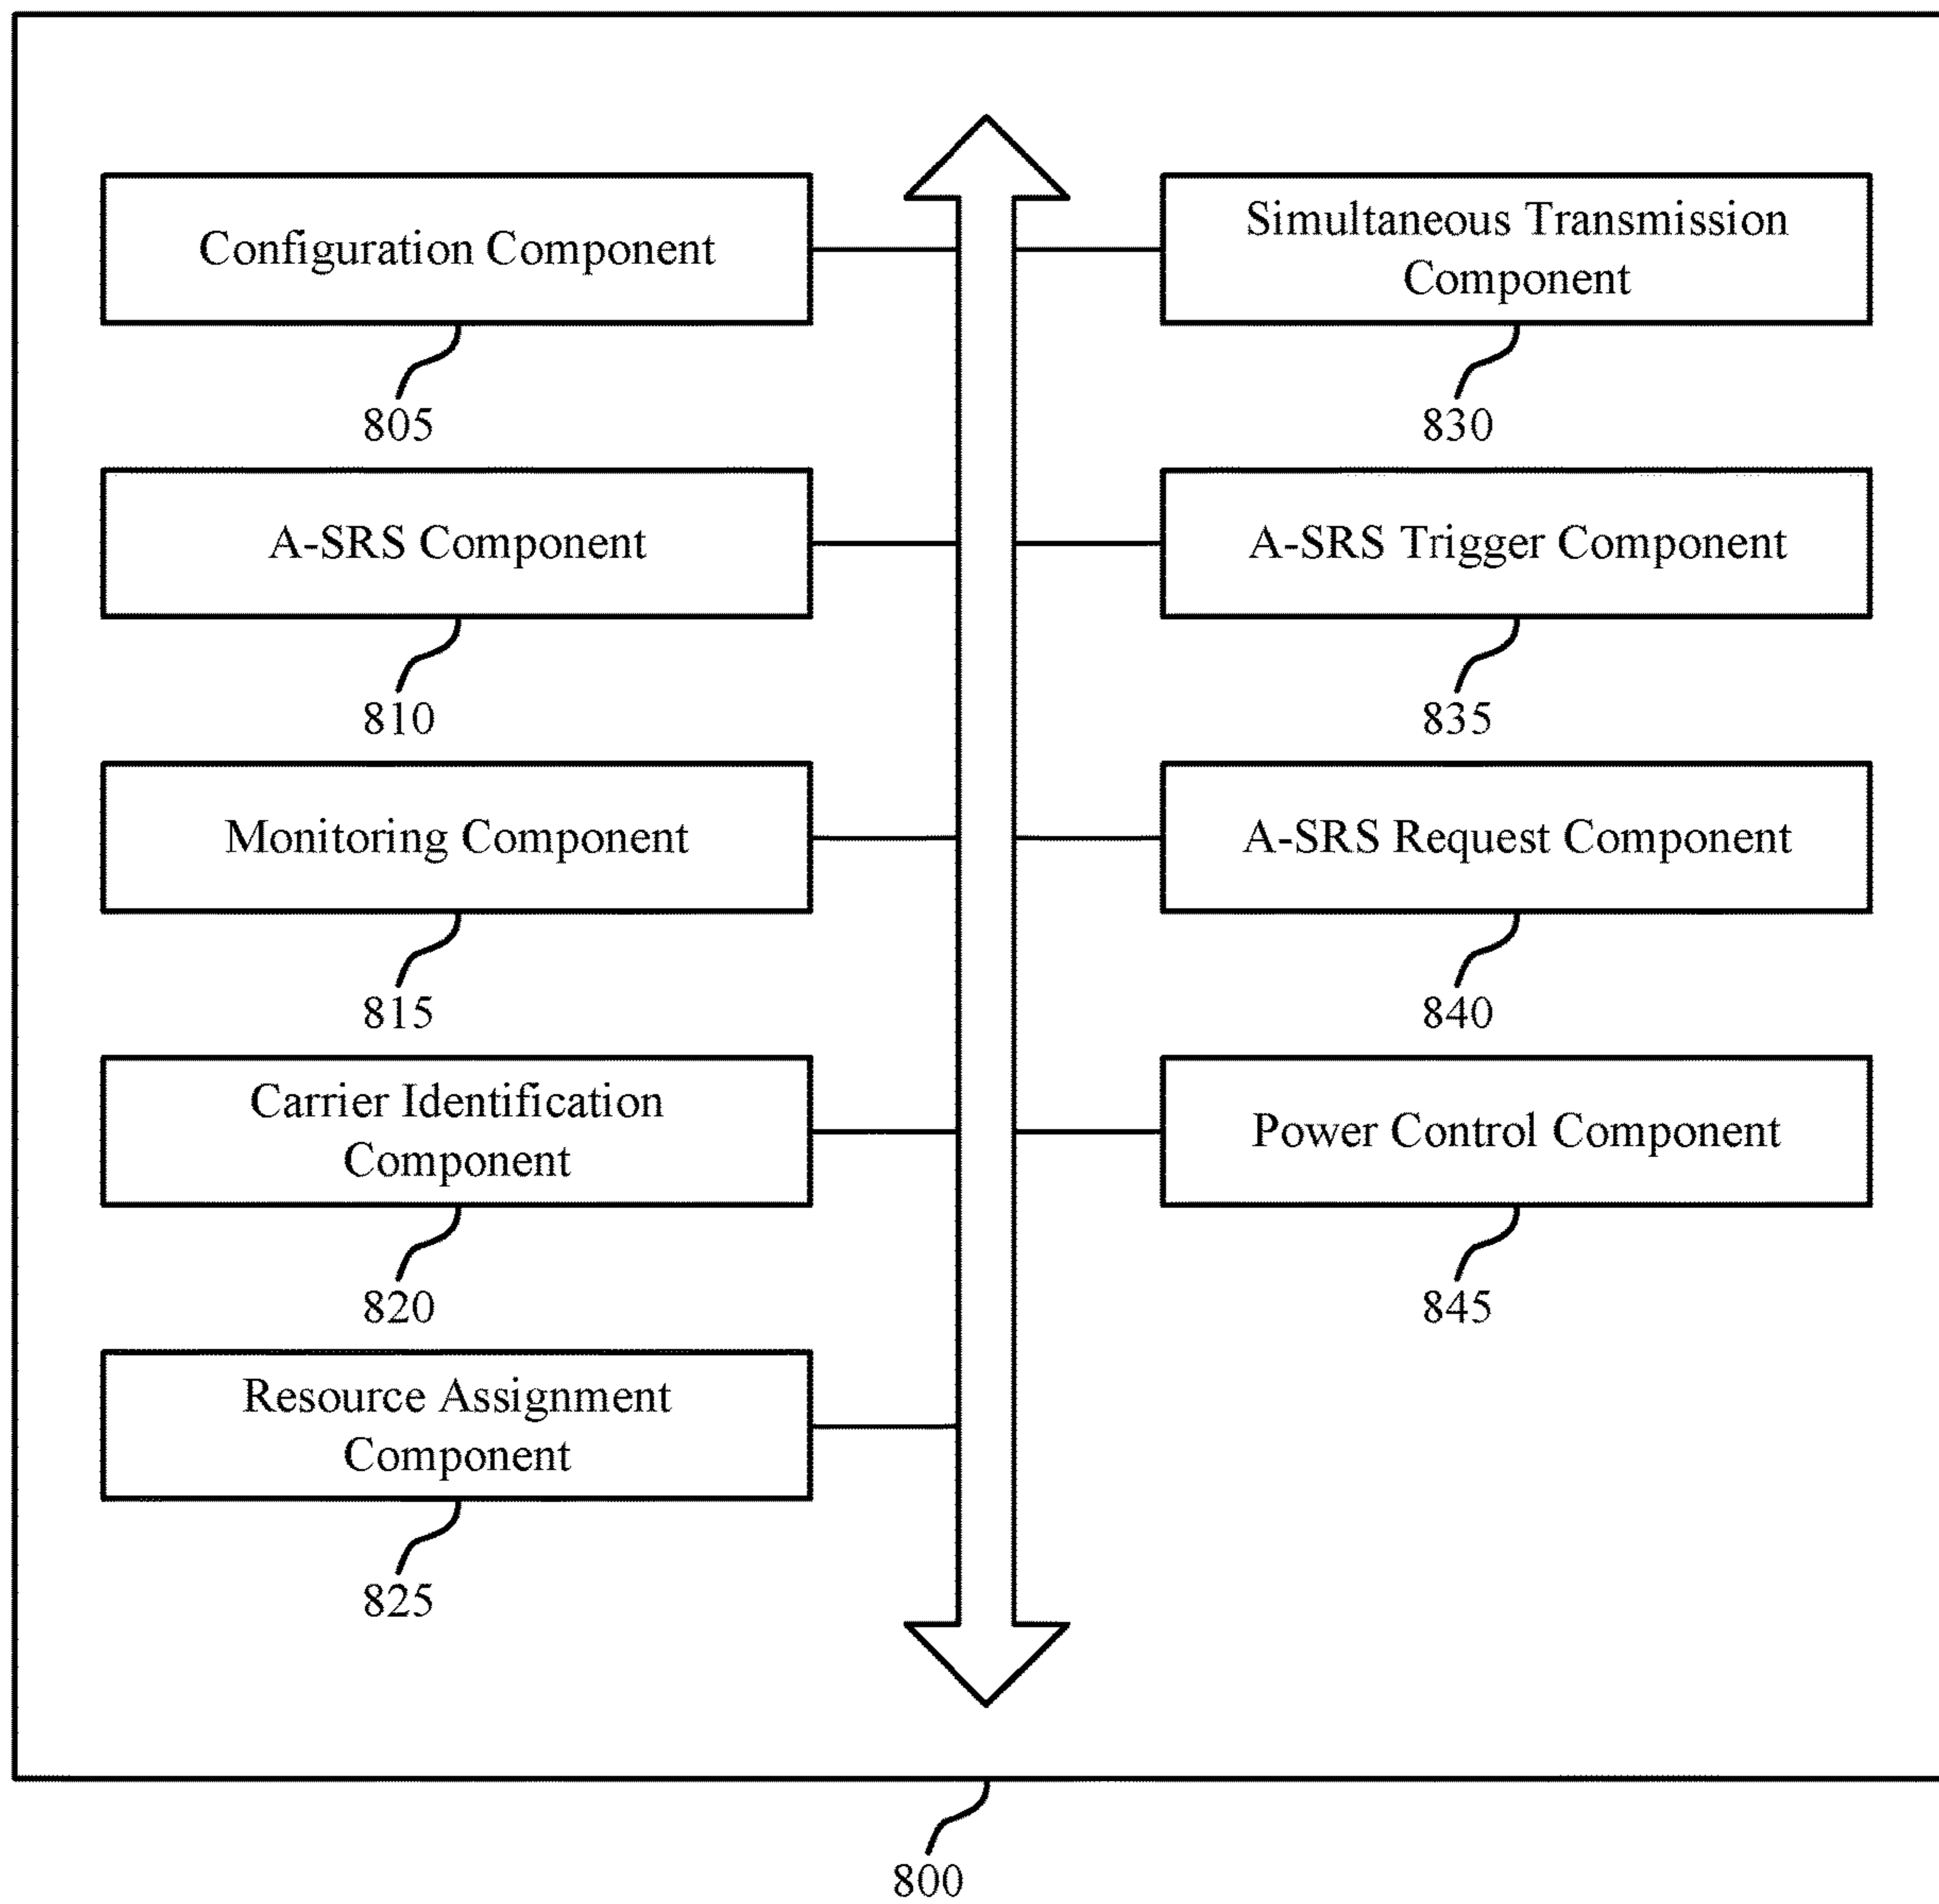 Configuration Component
805
A-SRS Component
810
Monitoring Component
815
Carrier Identification
Component
820
Resource Assignment
Component
825
Simultaneous Transmission
Component
830
A-SRS Trigger Component
835
A-SRS Request Component
840
Power Control Component
845
800